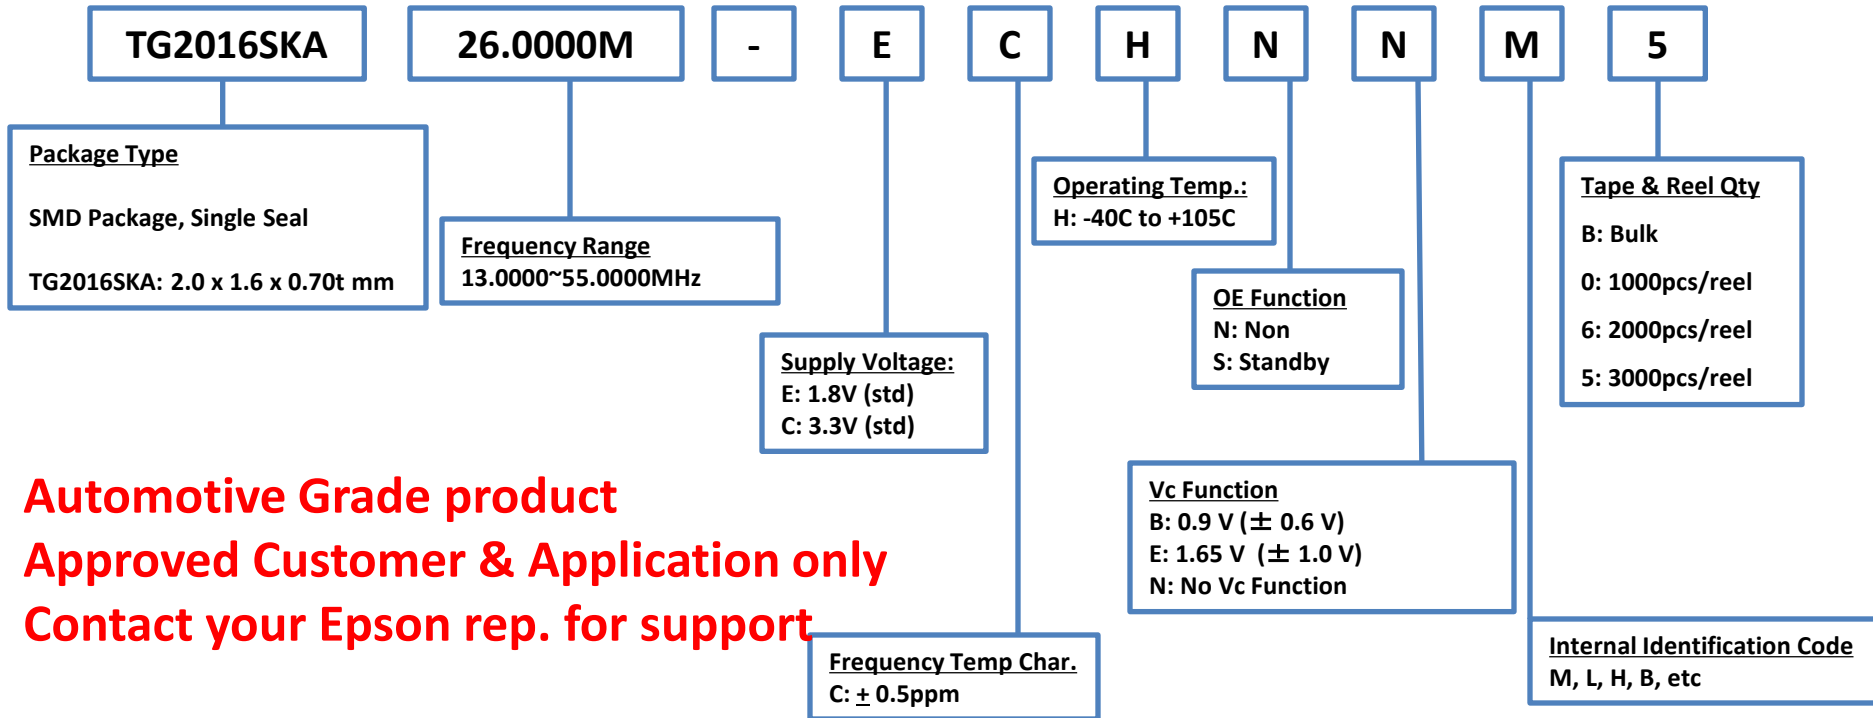 TG2016SKA 26.0000M - E C H N N M 5
Package Type
SMD Package, Single Seal
TG2016SKA: 2.0 x 1.6 x 0.70t mm
Frequency Range
13.0000~55.0000MHz
Supply Voltage:
E: 1.8V (std)
C: 3.3V (std)
Frequency Temp Char.
C: ± 0.5ppm
Operating Temp.:
H: -40C to +105C
OE Function
N: Non
S: Standby
Vc Function
B: 0.9 V (± 0.6 V)
E: 1.65 V (± 1.0 V)
N: No Vc Function
Internal Identification Code
M, L, H, B, etc
Tape & Reel Qty
B: Bulk
0: 1000pcs/reel
6: 2000pcs/reel
5: 3000pcs/reel
Automotive Grade product
Approved Customer & Application only
Contact your Epson rep. for support